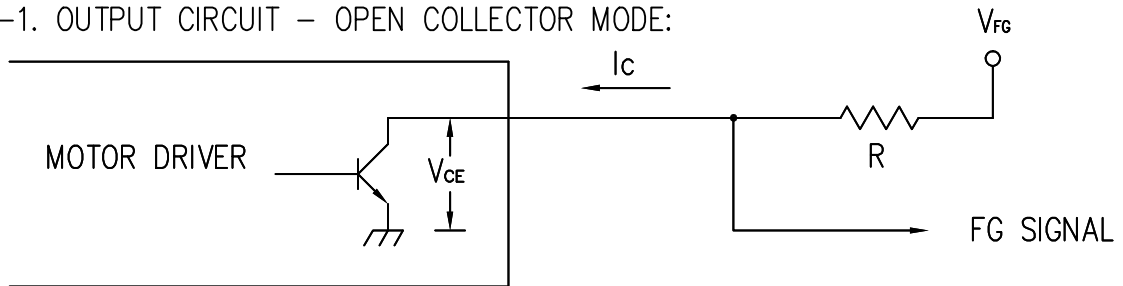 -1. OUTPUT CIRCUIT - OPEN COLLECTOR MODE:
VFG
Ic
MOTOR DRIVER
VCE
R
FG SIGNAL